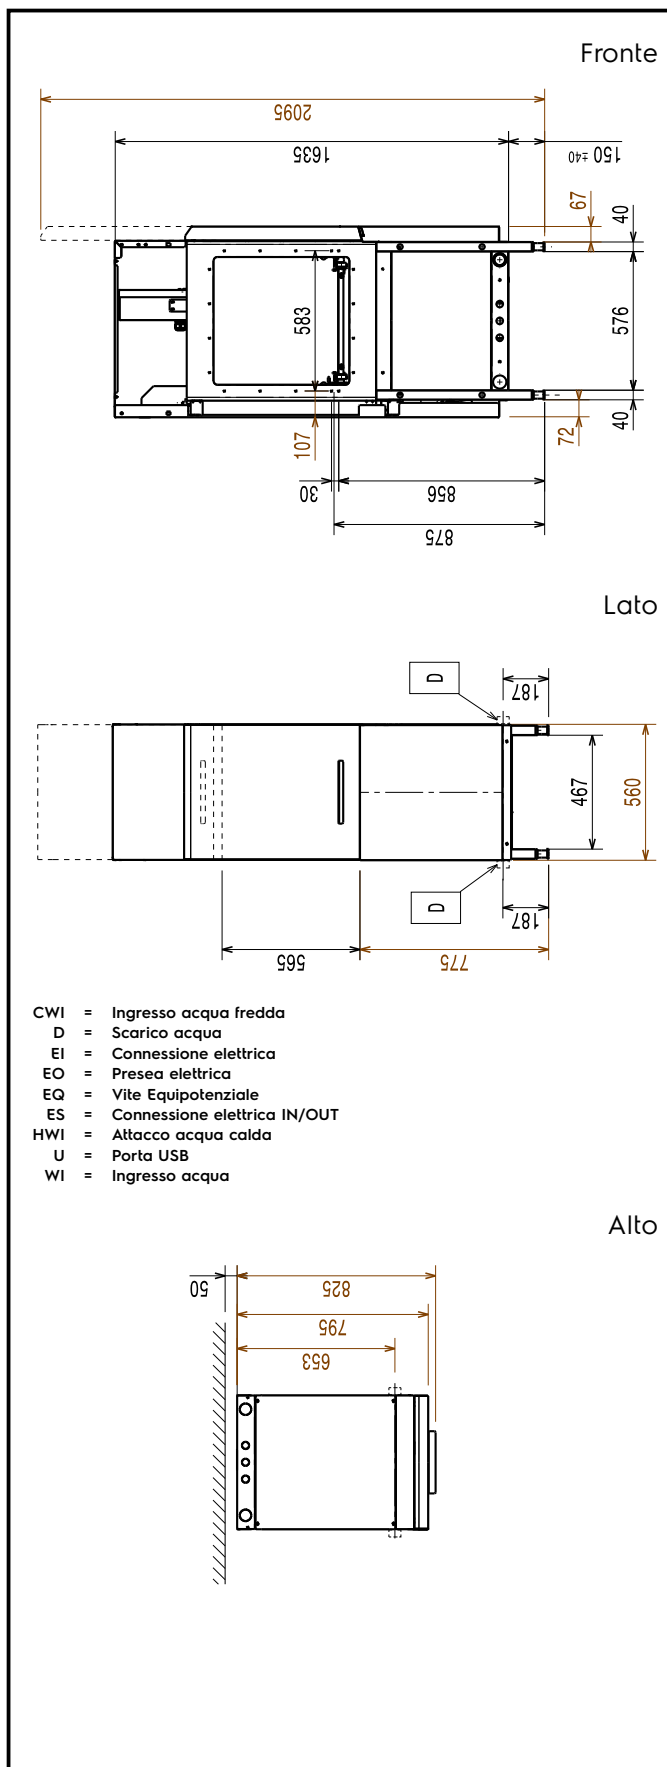 Fronte
2095
1635
150 ±40
67
40
583
576
107
72
40
30
856
875
Lato
D
187
467
560
D
187
565
775
CWI = Ingresso acqua fredda
D = Scarico acqua
EI = Connessione elettrica
EO = Presea elettrica
EQ = Vite Equipotenziale
ES = Connessione elettrica IN/OUT
HWI = Attacco acqua calda
U = Porta USB
WI = Ingresso acqua
Alto
50
825
795
653